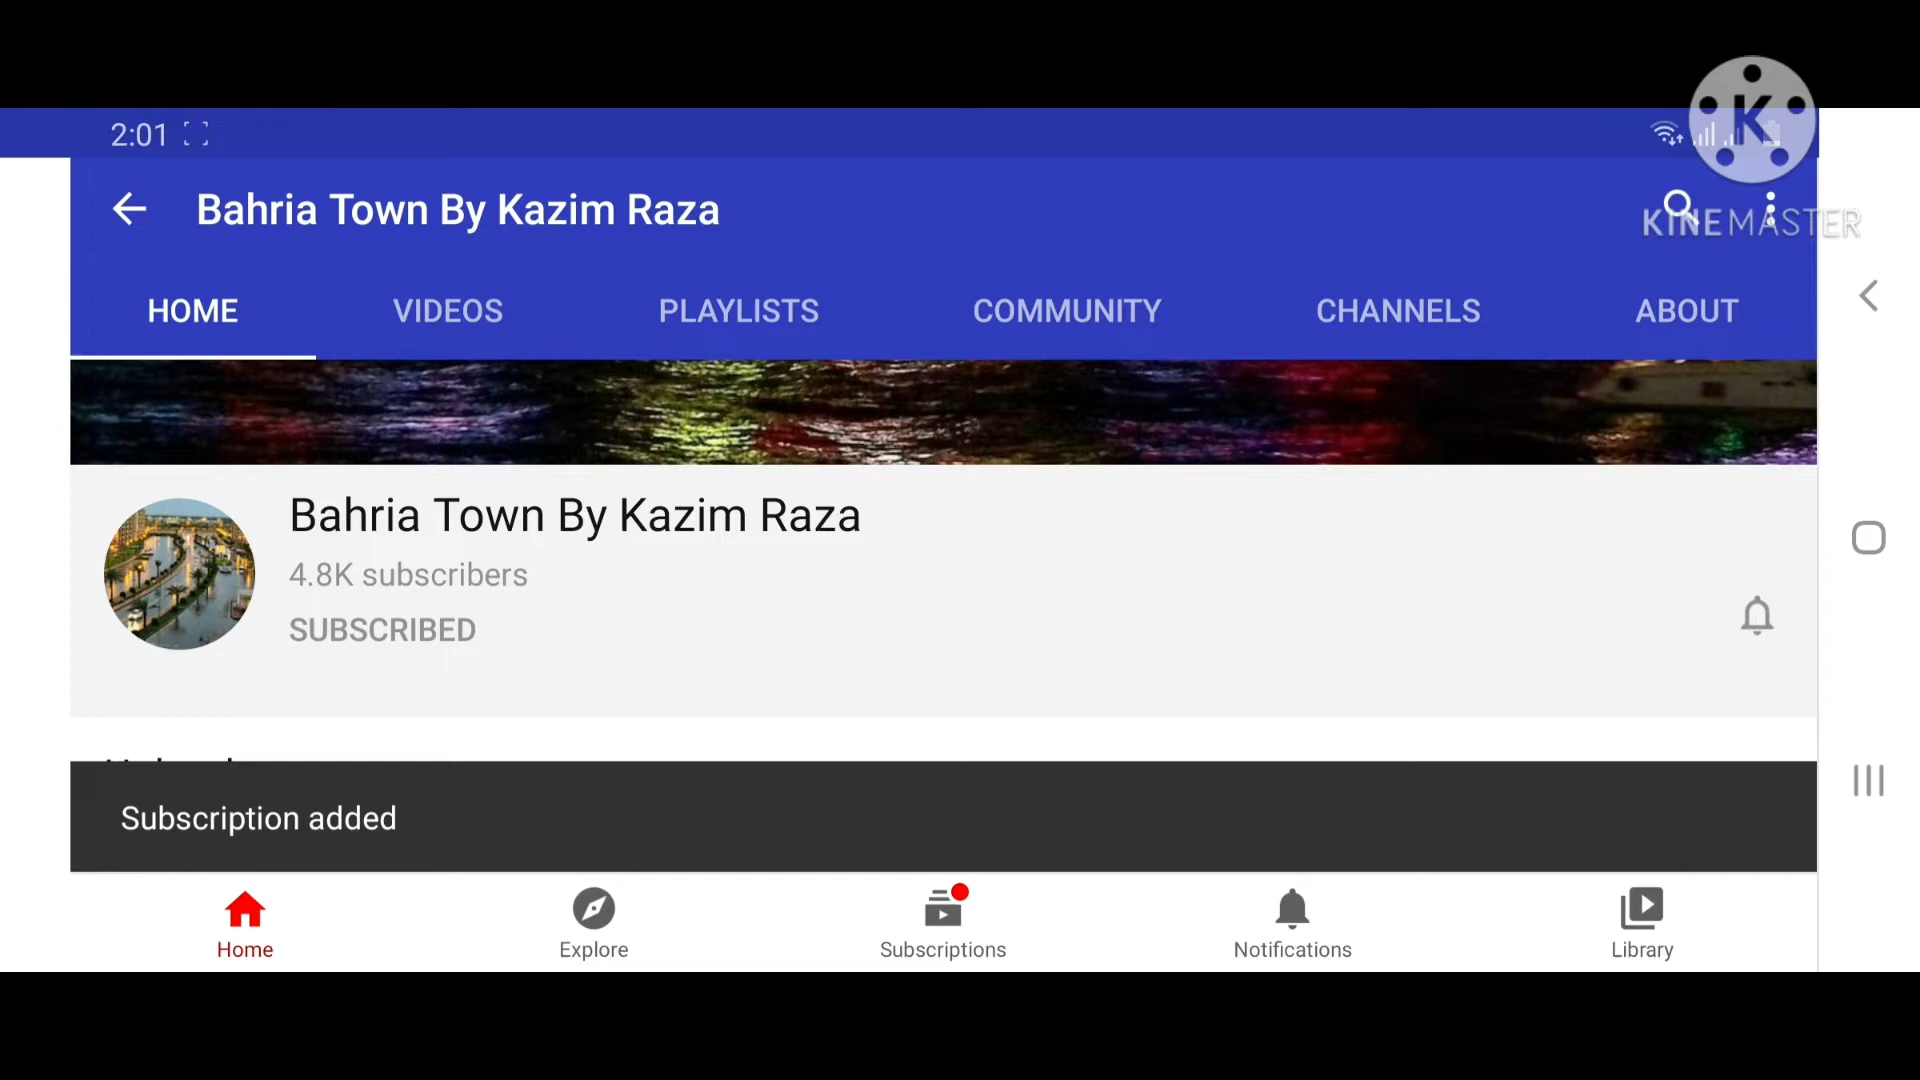 2:01
K
KINEMASTER
Bahria Town By Kazim Raza
HOME VIDEOS PLAYLISTS COMMUNITY CHANNELS ABOUT
Bahria Town By Kazim Raza
4.8K subscribers
SUBSCRIBED
Subscription added
Home Explore Subscriptions Notifications Library